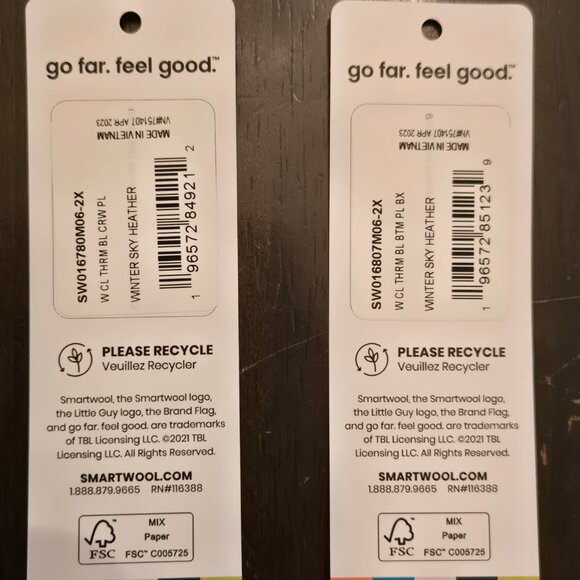 go far. feel good.™
MADE IN VIETNAM
VN#751407 APR 2023
SW016780M06-2X
W CL THRM BL CRW PL
WINTER SKY HEATHER
1 96572 84921 2
PLEASE RECYCLE
Veuillez Recycler
Smartwool, the Smartwool logo,
the Little Guy logo, the Brand Flag,
and go far. feel good. are trademarks
of TBL Licensing LLC. ©2021 TBL
Licensing LLC. All Rights Reserved.
SMARTWOOL.COM
1.888.879.9665 RN#116388
FSC™
MIX
Paper
FSC™ C005725
go far. feel good.™
MADE IN VIETNAM
VN#751407 APR 2023
SW016807M06-2X
W CL THRM BL BTM PL BX
WINTER SKY HEATHER
1 96572 85123 9
PLEASE RECYCLE
Veuillez Recycler
Smartwool, the Smartwool logo,
the Little Guy logo, the Brand Flag,
and go far. feel good. are trademarks
of TBL Licensing LLC. ©2021 TBL
Licensing LLC. All Rights Reserved.
SMARTWOOL.COM
1.888.879.9665 RN#116388
FSC™
MIX
Paper
FSC™ C005725